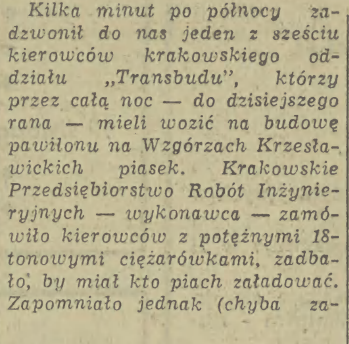 Kilka minut po północy za-
dzwonił do nas jeden z sześciu
kierowców krakowskiego od-
działu „Transbudu”, którzy
przez całą noc — do dzisiejszego
rana — mieli wozić na budowę
pawilonu na Wzgórzach Krzesła-
wickich piasek. Krakowskie
Przedsiębiorstwo Robót Inżynie-
ryjnych — wykonawca — zamó-
wiło kierowców z potężnymi 18-
tonowymi ciężarówkami, zadba-
ło, by miał kto piach załadować.
Zapomniało jednak (chyba za-